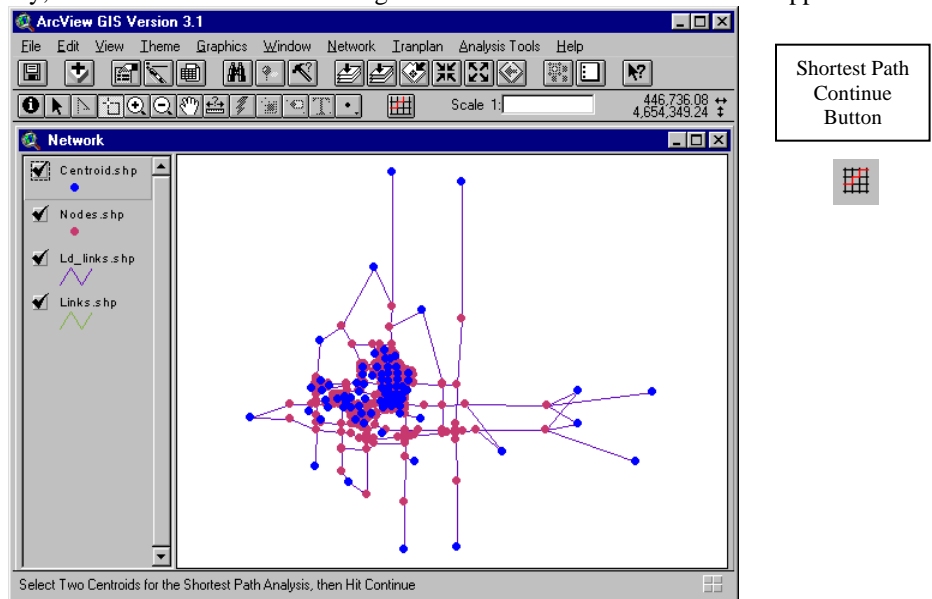 ArcView GIS Version 3.1
File Edit View Theme Graphics Window Network Tranplan Analysis Tools Help
Scale 1:
446,736.08
4,654,349.24
Network
Centroid.shp
Nodes.shp
Ld_links.shp
Links.shp
Select Two Centroids for the Shortest Path Analysis, then Hit Continue
Shortest Path
Continue
Button